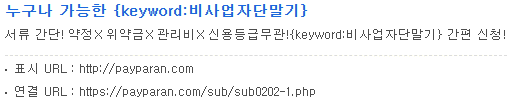 누구나 가능한 {keyword:비사업자단말기}
서류 간단! 약정X 위약금X 관리비X 신용등급무관!{keyword:비사업자단말기} 간편 신청!
· 표시 URL : http://payparan.com
· 연결 URL : https://payparan.com/sub/sub0202-1.php